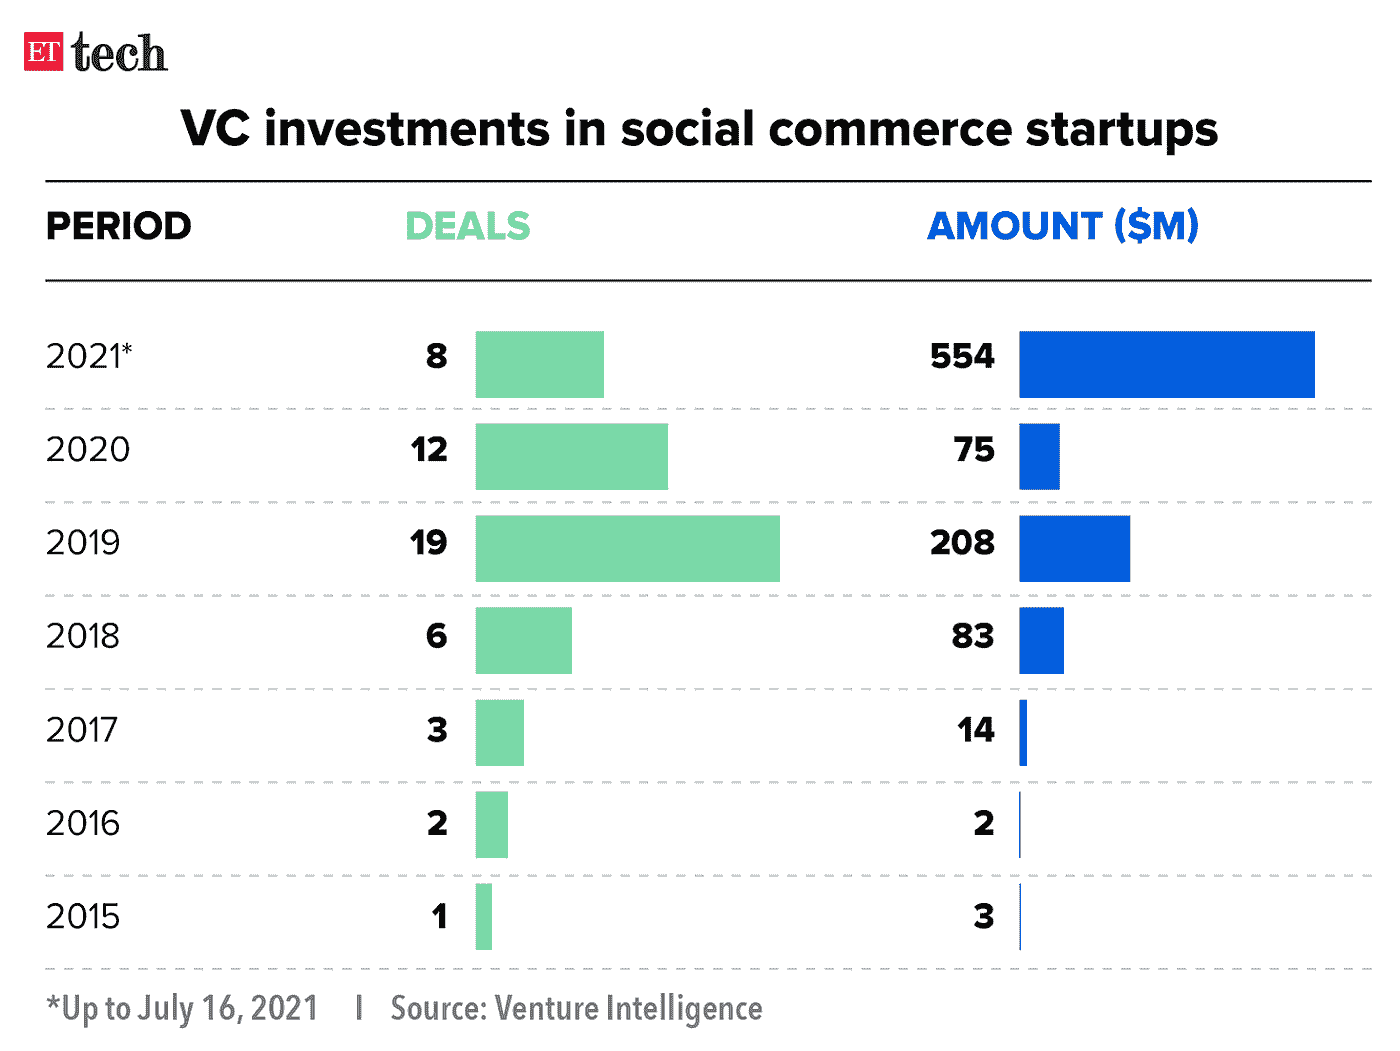 ET tech
VC investments in social commerce startups
PERIOD DEALS AMOUNT ($M)
2021* 8 554
2020 12 75
2019 19 208
2018 6 83
2017 3 14
2016 2 2
2015 1 3
*Up to July 16, 2021 | Source: Venture Intelligence